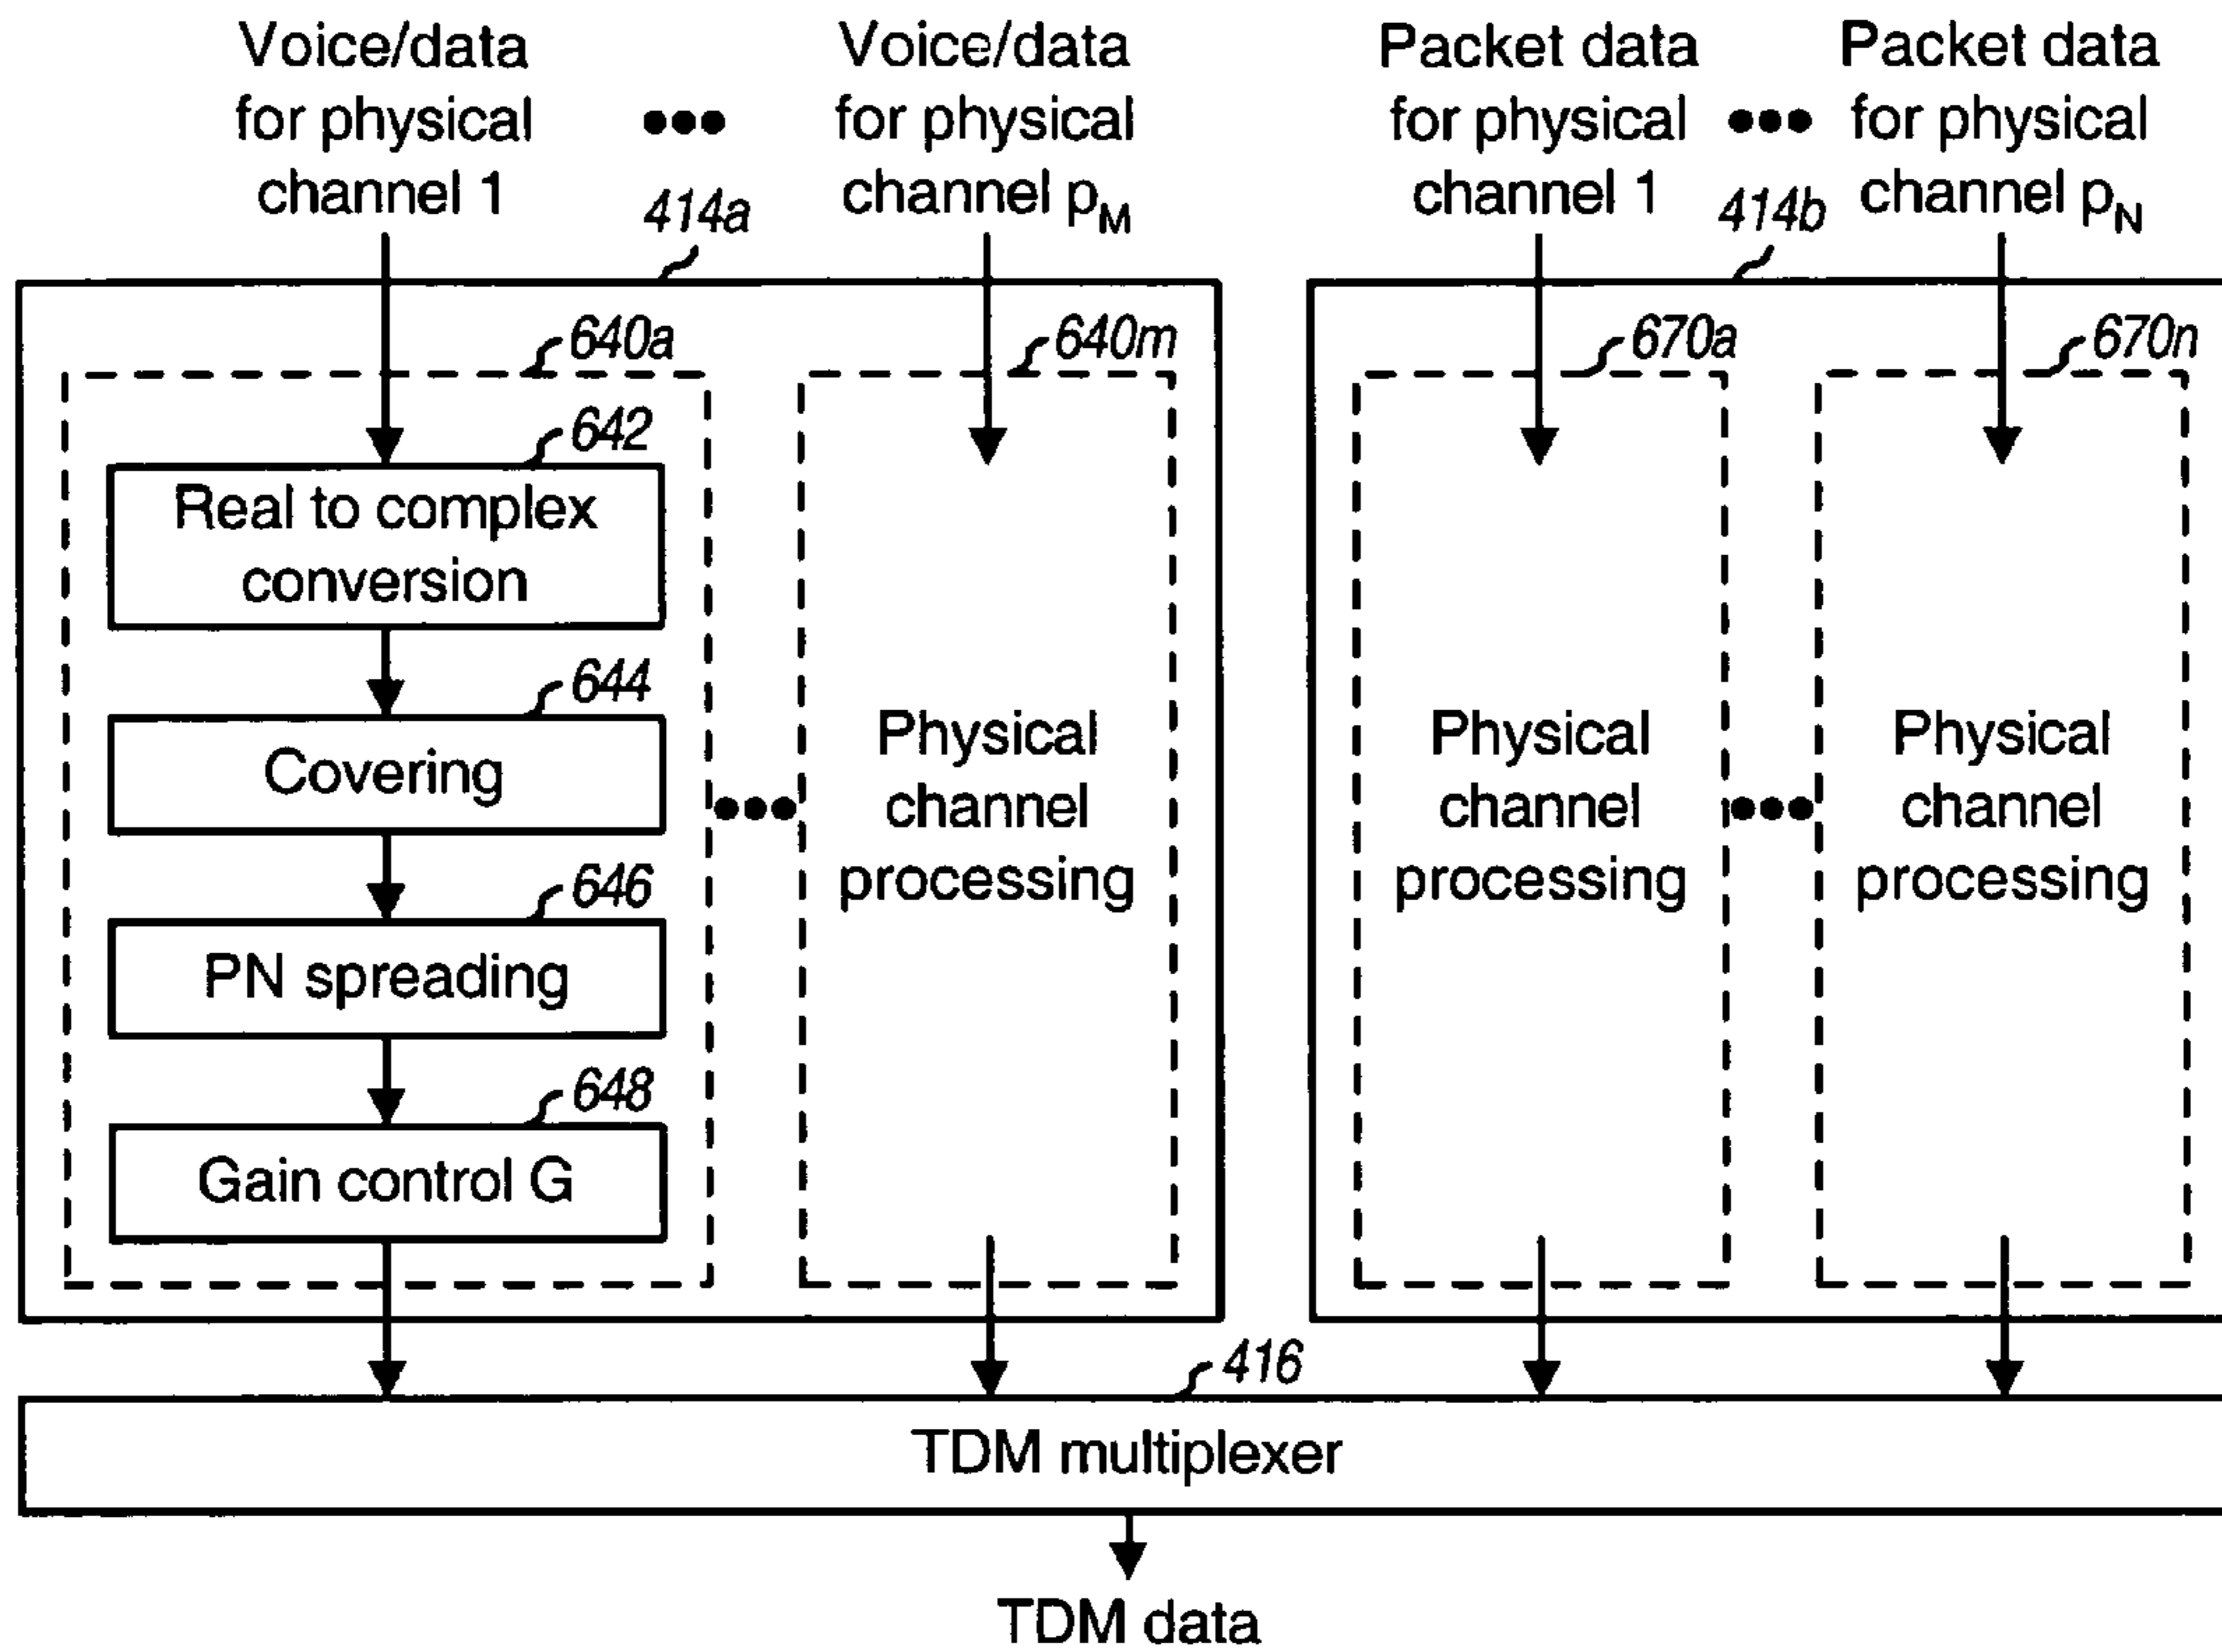 Voice/data
for physical
channel 1
Voice/data
for physical
channel pM
Packet data
for physical
channel 1
Packet data
for physical
channel pN
414a
414b
640a
640m
670a
670n
642
Real to complex
conversion
644
Covering
646
PN spreading
648
Gain control G
Physical
channel
processing
Physical
channel
processing
Physical
channel
processing
416
TDM multiplexer
TDM data